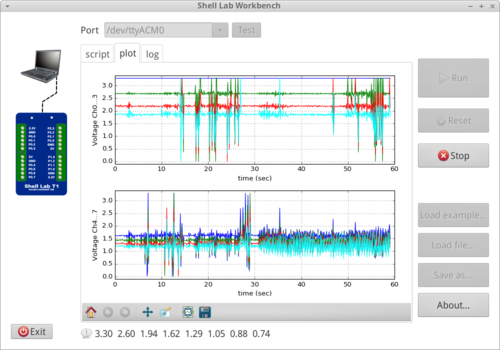 Shell Lab Workbench
Port /dev/ttyACM0 Test
script plot log
Voltage Ch0..3
3.0
2.5
2.0
1.5
1.0
0.5
0.0
0 10 20 30 40 50 60
time (sec)
Voltage Ch4..7
3.0
2.5
2.0
1.5
1.0
0.5
0.0
0 10 20 30 40 50 60
time (sec)
Run
Reset
Stop
Load example...
Load file...
Save as...
About...
Shell Lab T1
Exit
3.30 2.60 1.94 1.62 1.29 1.05 0.88 0.74